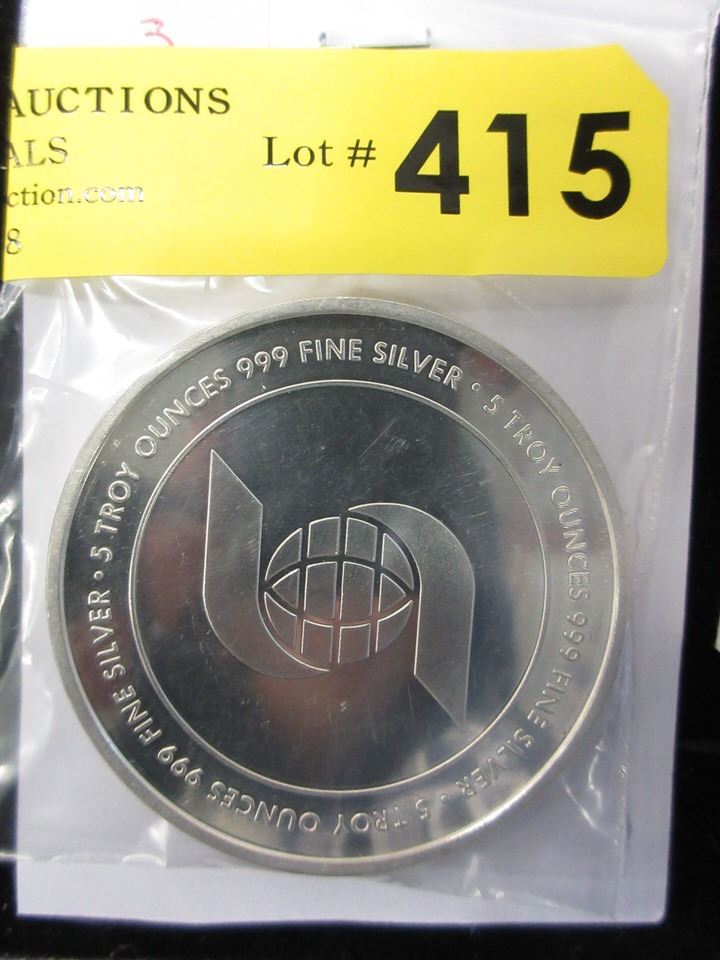 3
AUCTIONS
ALS
Lot # 415
ction.com
8
5 TROY OUNCES 999 FINE SILVER • 5 TROY OUNCES 999 FINE SILVER • 5 TROY OUNCES 999 FINE SILVER •